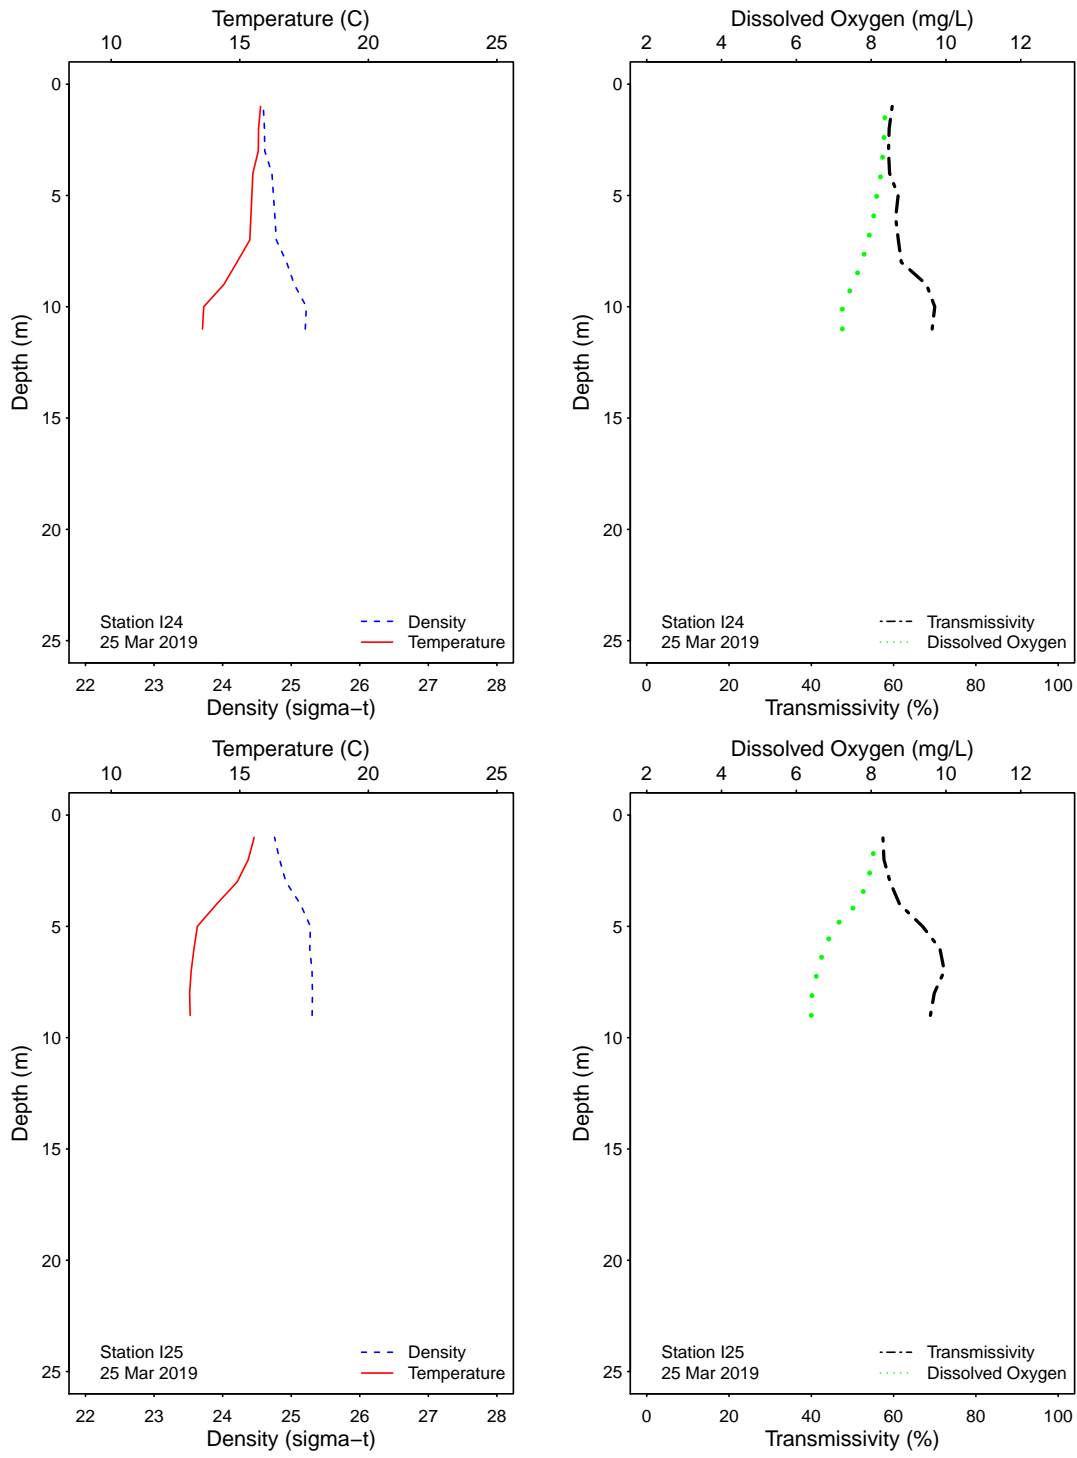 Temperature (C)
10 15 20 25
0
5
10
15
20
25
Depth (m)
Station I24
25 Mar 2019
Density
Temperature
22 23 24 25 26 27 28
Density (sigma−t)
Dissolved Oxygen (mg/L)
2 4 6 8 10 12
0
5
10
15
20
25
Depth (m)
Station I24
25 Mar 2019
Transmissivity
Dissolved Oxygen
0 20 40 60 80 100
Transmissivity (%)
Temperature (C)
10 15 20 25
0
5
10
15
20
25
Depth (m)
Station I25
25 Mar 2019
Density
Temperature
22 23 24 25 26 27 28
Density (sigma−t)
Dissolved Oxygen (mg/L)
2 4 6 8 10 12
0
5
10
15
20
25
Depth (m)
Station I25
25 Mar 2019
Transmissivity
Dissolved Oxygen
0 20 40 60 80 100
Transmissivity (%)